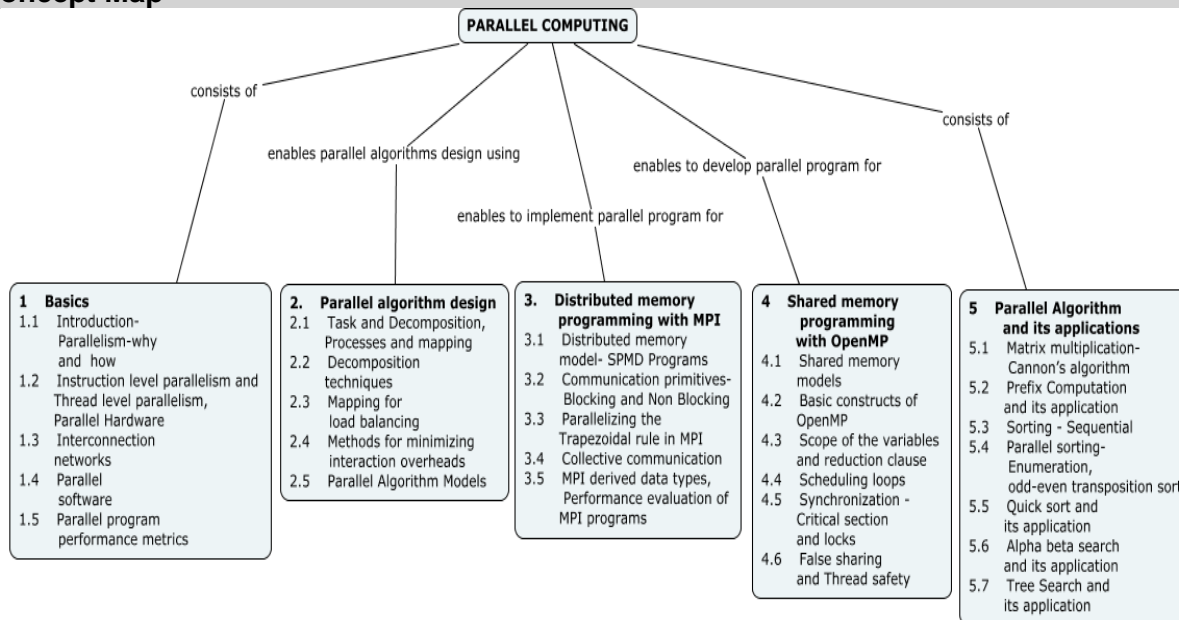 Concept Map
PARALLEL COMPUTING
consists of
enables parallel algorithms design using
enables to implement parallel program for
enables to develop parallel program for
consists of
1 Basics
1.1 Introduction-
Parallelism-why
and how
1.2 Instruction level parallelism and
Thread level parallelism,
Parallel Hardware
1.3 Interconnection
networks
1.4 Parallel
software
1.5 Parallel program
performance metrics
2. Parallel algorithm design
2.1 Task and Decomposition,
Processes and mapping
2.2 Decomposition
techniques
2.3 Mapping for
load balancing
2.4 Methods for minimizing
interaction overheads
2.5 Parallel Algorithm Models
3. Distributed memory
programming with MPI
3.1 Distributed memory
model- SPMD Programs
3.2 Communication primitives-
Blocking and Non Blocking
3.3 Parallelizing the
Trapezoidal rule in MPI
3.4 Collective communication
3.5 MPI derived data types,
Performance evaluation of
MPI programs
4 Shared memory
programming
with OpenMP
4.1 Shared memory
models
4.2 Basic constructs of
OpenMP
4.3 Scope of the variables
and reduction clause
4.4 Scheduling loops
4.5 Synchronization -
Critical section
and locks
4.6 False sharing
and Thread safety
5 Parallel Algorithm
and its applications
5.1 Matrix multiplication-
Cannon's algorithm
5.2 Prefix Computation
and its application
5.3 Sorting - Sequential
5.4 Parallel sorting-
Enumeration,
odd-even transposition sort
5.5 Quick sort and
its application
5.6 Alpha beta search
and its application
5.7 Tree Search and
its application